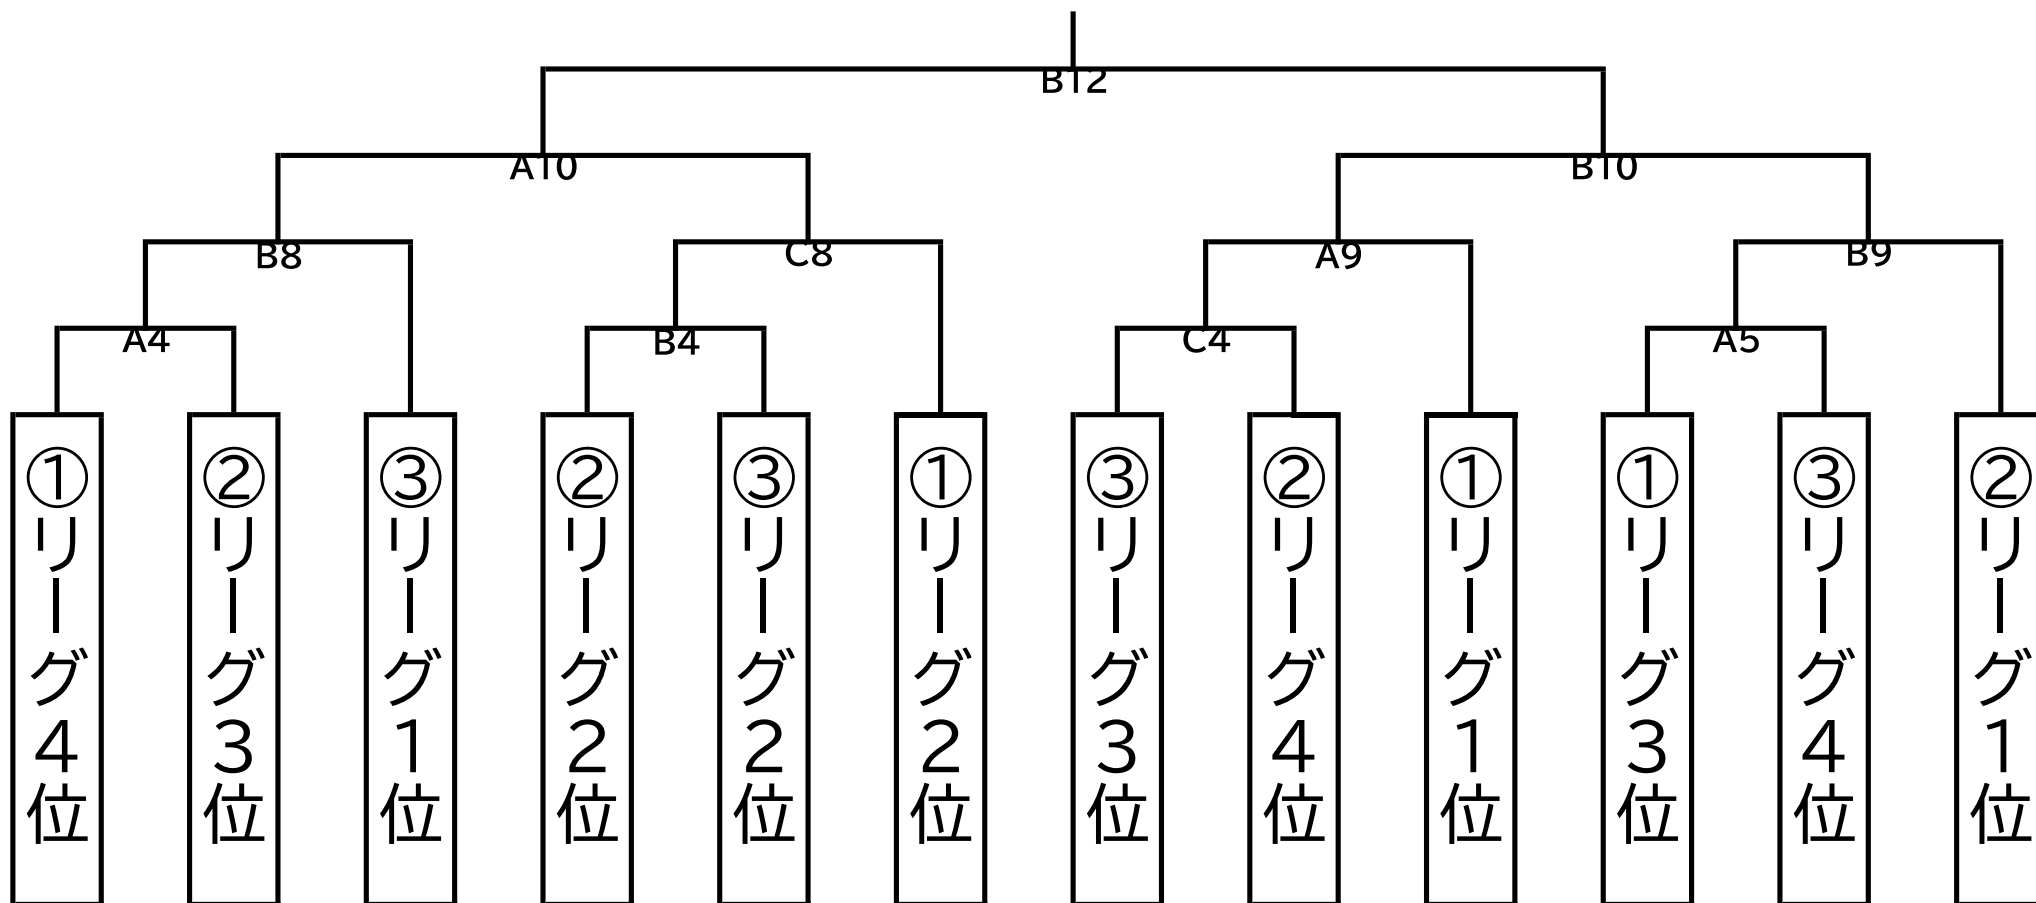 B12
A10
B10
B8
C8
A9
B9
A4
B4
C4
A5
①リーグ4位
②リーグ3位
③リーグ1位
②リーグ2位
③リーグ2位
①リーグ2位
③リーグ3位
②リーグ4位
①リーグ1位
①リーグ3位
③リーグ4位
②リーグ1位